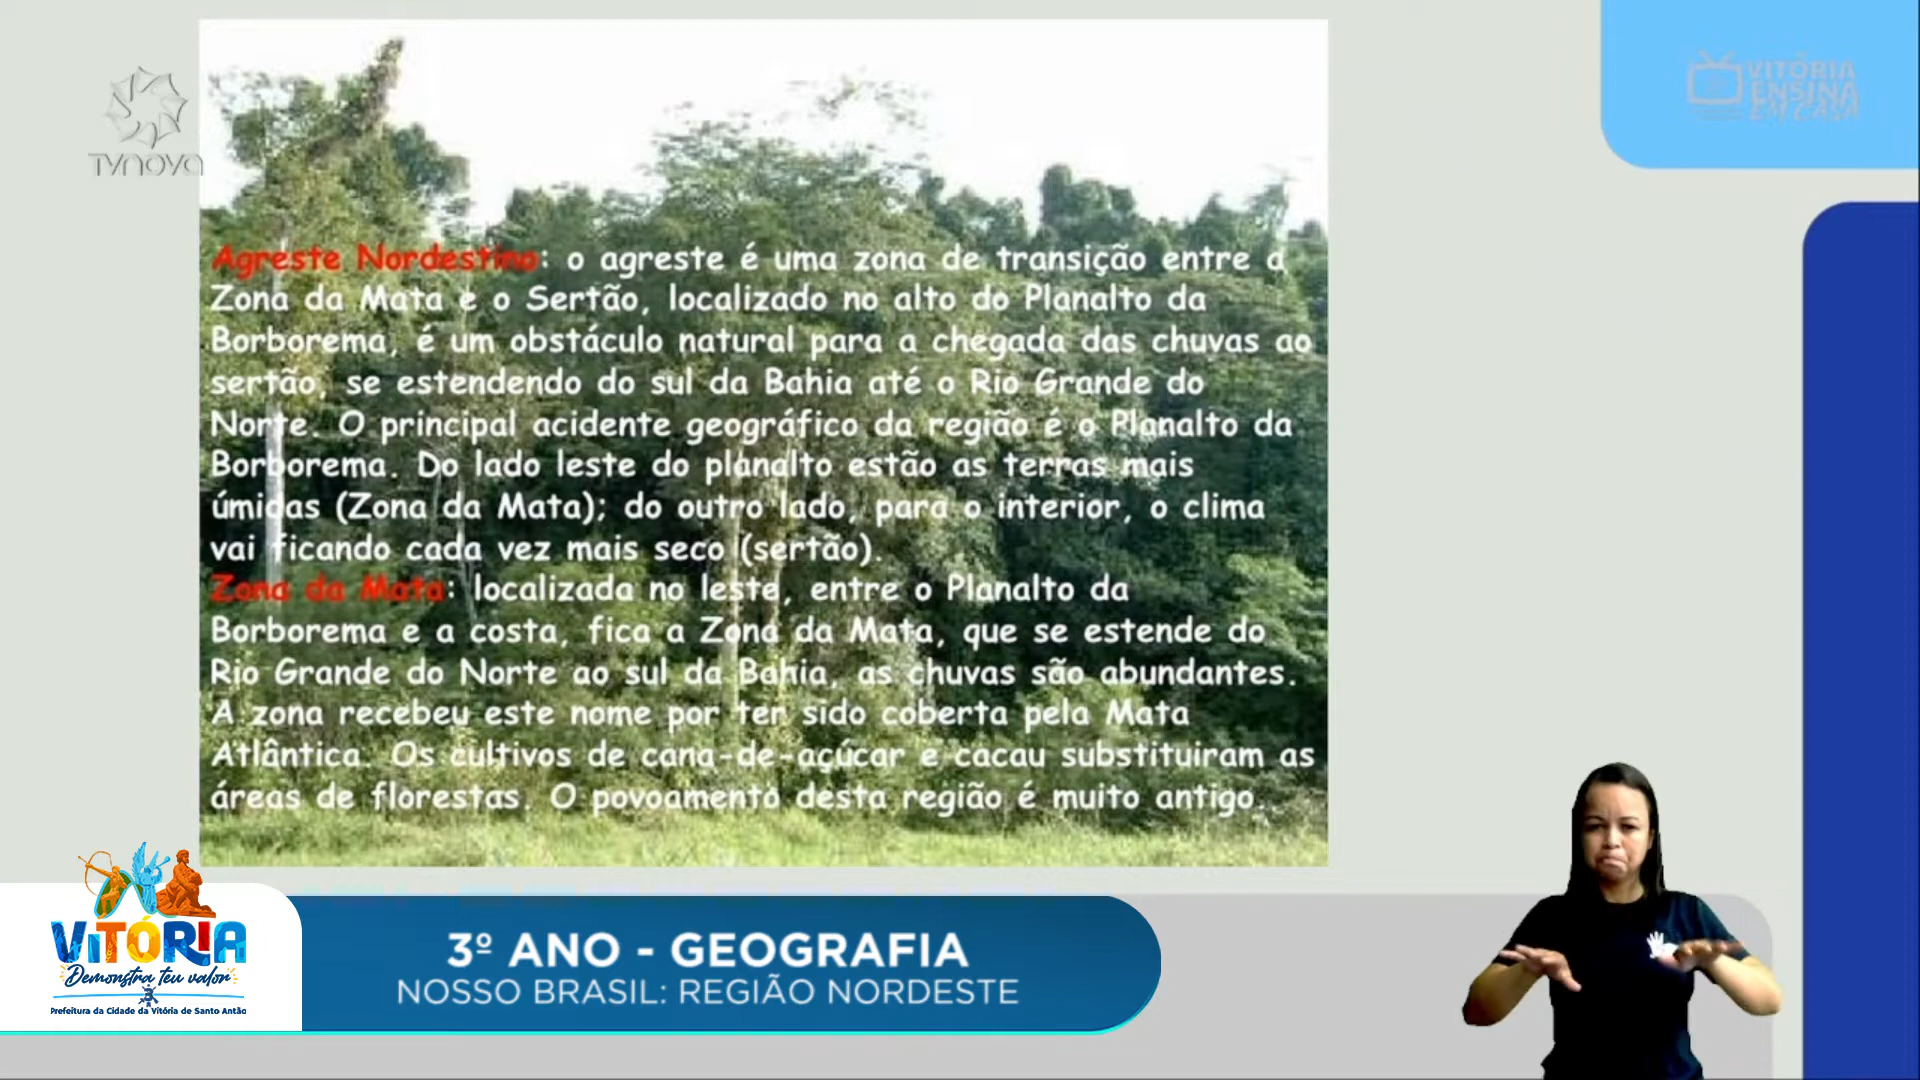 TVNOVA
VITÓRIA
ENSINA
EM CASA
Agreste Nordestino: o agreste é uma zona de transição entre a
Zona da Mata e o Sertão, localizado no alto do Planalto da
Borborema, é um obstáculo natural para a chegada das chuvas ao
sertão, se estendendo do sul da Bahia até o Rio Grande do
Norte. O principal acidente geográfico da região é o Planalto da
Borborema. Do lado leste do planalto estão as terras mais
úmidas (Zona da Mata); do outro lado, para o interior, o clima
vai ficando cada vez mais seco (sertão).
Zona da Mata: localizada no leste, entre o Planalto da
Borborema e a costa, fica a Zona da Mata, que se estende do
Rio Grande do Norte ao sul da Bahia, as chuvas são abundantes.
A zona recebeu este nome por ter sido coberta pela Mata
Atlântica. Os cultivos de cana-de-açúcar e cacau substituiram as
áreas de florestas. O povoamento desta região é muito antigo.
VITÓRIA
Demonstra teu valor
Prefeitura da Cidade da Vitória de Santo Antão
3º ANO - GEOGRAFIA
NOSSO BRASIL: REGIÃO NORDESTE